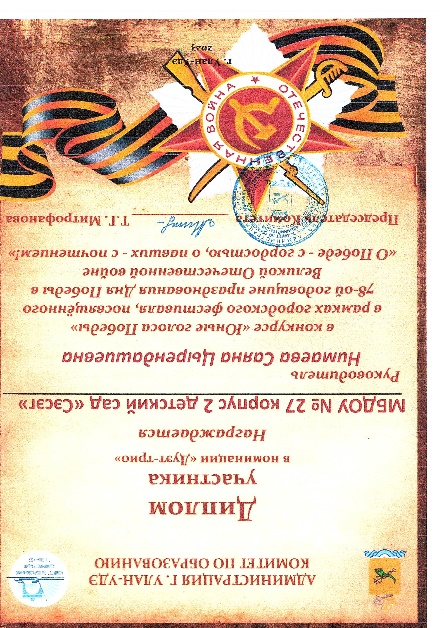 АДМИНИСТРАЦИЯ Г. УЛАН-УДЭ
КОМИТЕТ ПО ОБРАЗОВАНИЮ
Диплом
участника
в номинации «Дуэт-трио»
Награждается
МБДОУ № 27 корпус 2 детский сад «Сэсэг»
Руководитель
Нимаева Саяна Цырендашиевна
в конкурсе «Юные голоса Победы»
в рамках городского фестиваля, посвящённого
78-ой годовщине празднования Дня Победы в
Великой Отечественной войне
«О Победе - с гордостью, о павших - с почтением!»
Председатель Комитета Т.Г. Митрофанова
ОТЕЧЕСТВЕННАЯ ВОЙНА
г. Улан-Удэ
2023